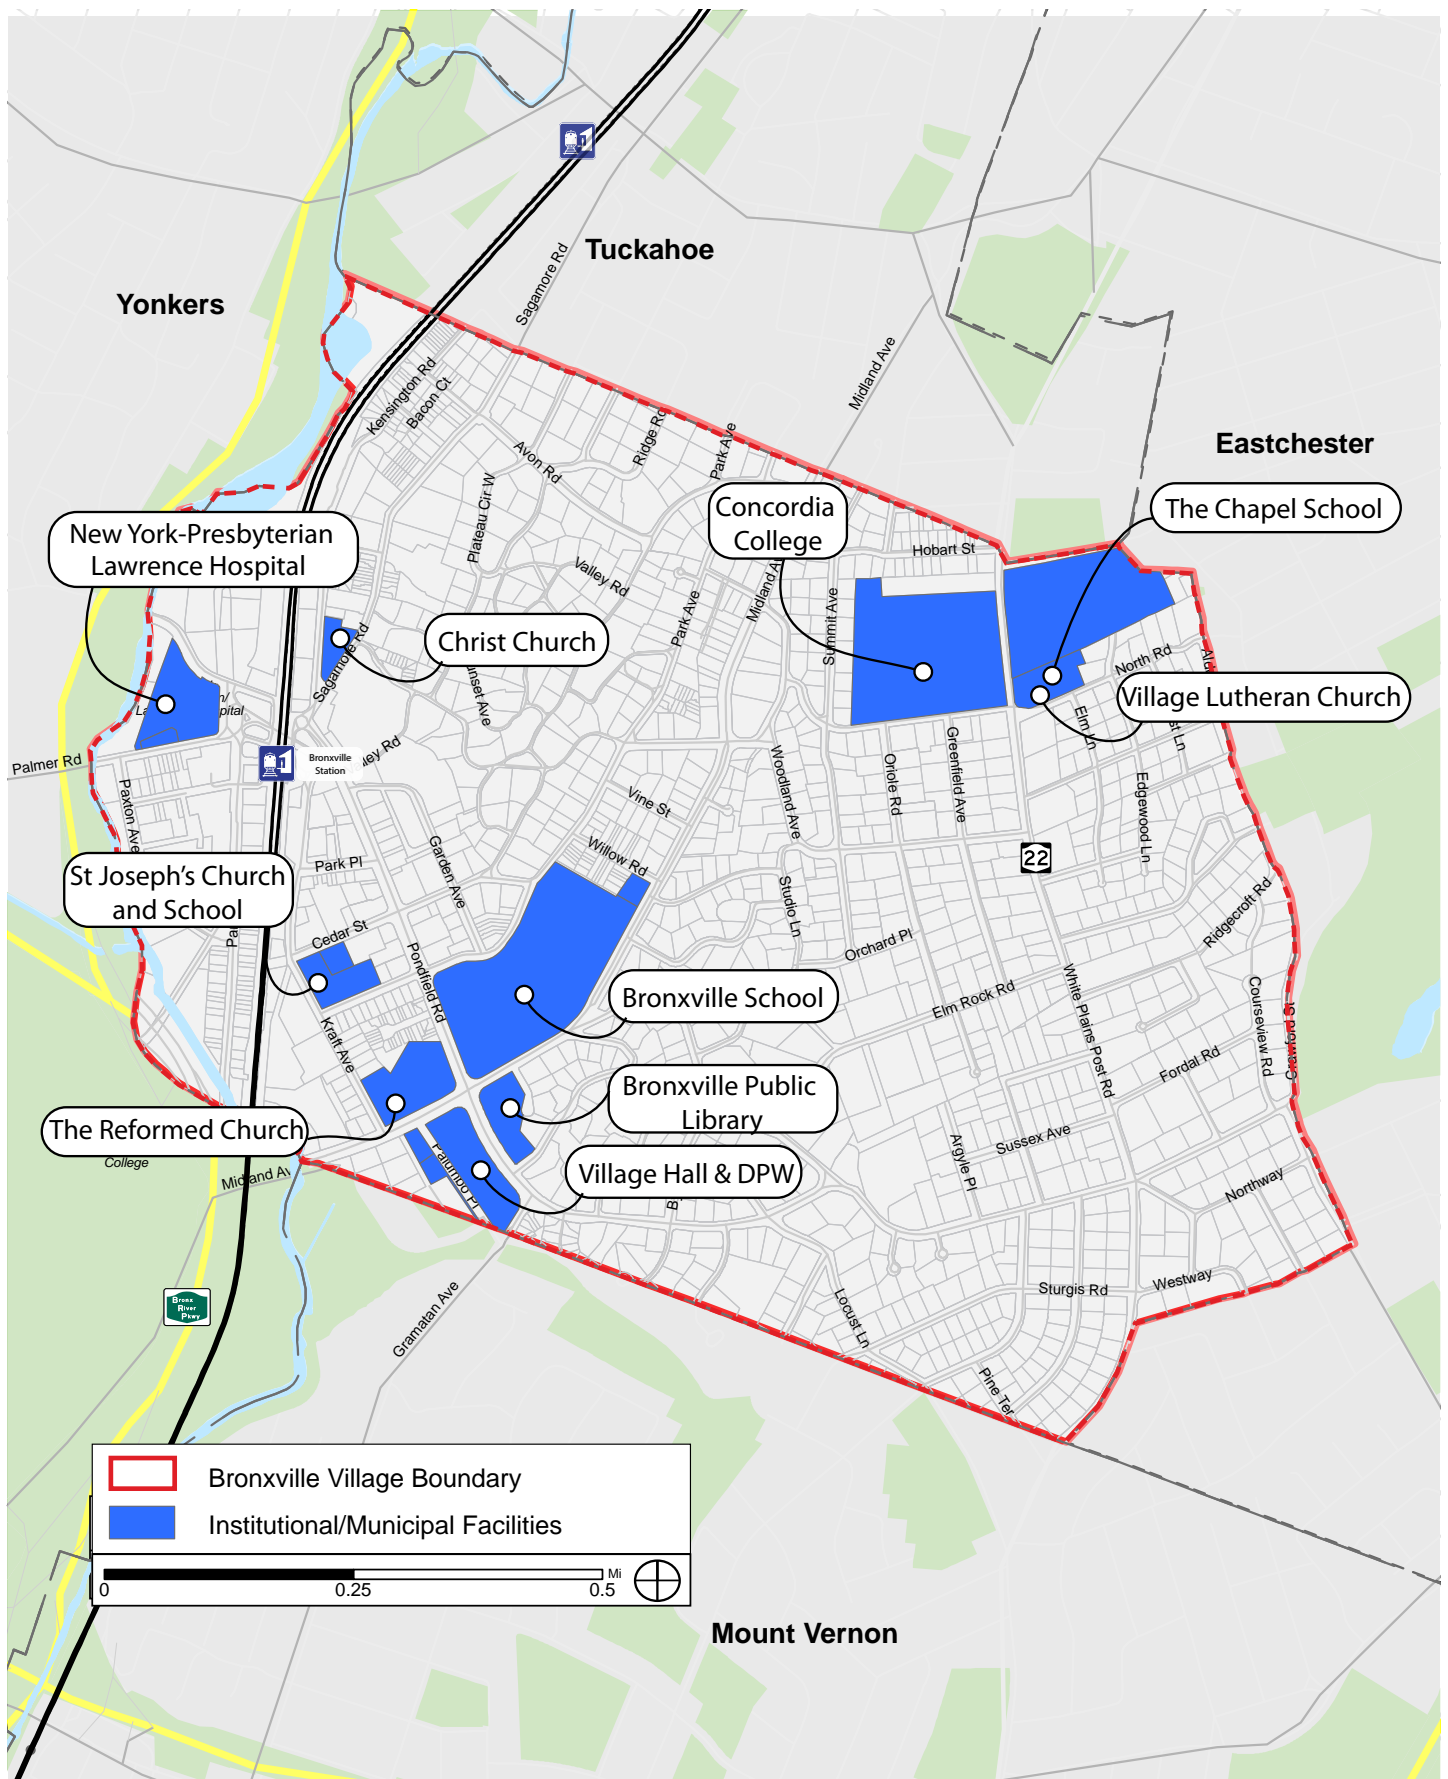 Tuckahoe
Yonkers
Sagamore Rd
Midland Ave
Kensington Rd
Bacon Ct
Ridge Rd
Park Ave
Avon Rd
Eastchester
Plateau Cir W
Concordia
College
The Chapel School
New York-Presbyterian
Lawrence Hospital
Hobart St
Valley Rd
Midland
Park Ave
Summit Ave
Christ Church
Sagamore Rd
North Rd
Village Lutheran Church
Elm Ln
Ln
Palmer Rd
Bronxville
Station
Paxton Ave
Woodland Ave
Oriole Rd
Greenfield Ave
Edgewood Ln
Vine St
Willow Rd
Garden Ave
Park Pl
22
St Joseph's Church
and School
Studio Ln
Ridgecroft Rd
Cedar St
Orchard Pl
Pondfield Rd
Bronxville School
Elm Rock Rd
White Plains Post Rd
Courseview Rd
Kraft Ave
Fordal Rd
Bronxville Public
Library
The Reformed Church
Sussex Ave
Argyle Pl
College
Midland Av
Palumbo Pl
Village Hall & DPW
Northway
Westway
Sturgis Rd
Bronx
River
Pkwy
Gramatan Ave
Locust Ln
Pine Ter
Bronxville Village Boundary
Institutional/Municipal Facilities
Mi
0 0.25 0.5
Mount Vernon